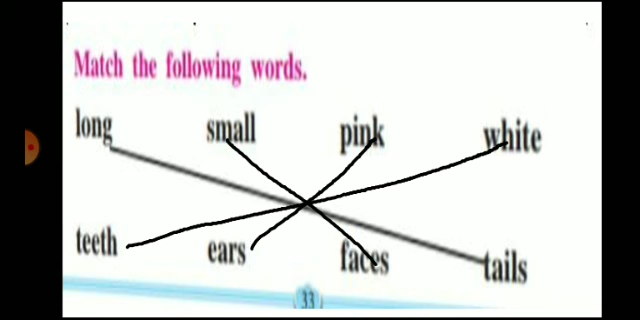 Match the following words.
long small pink white
teeth ears faces tails
33